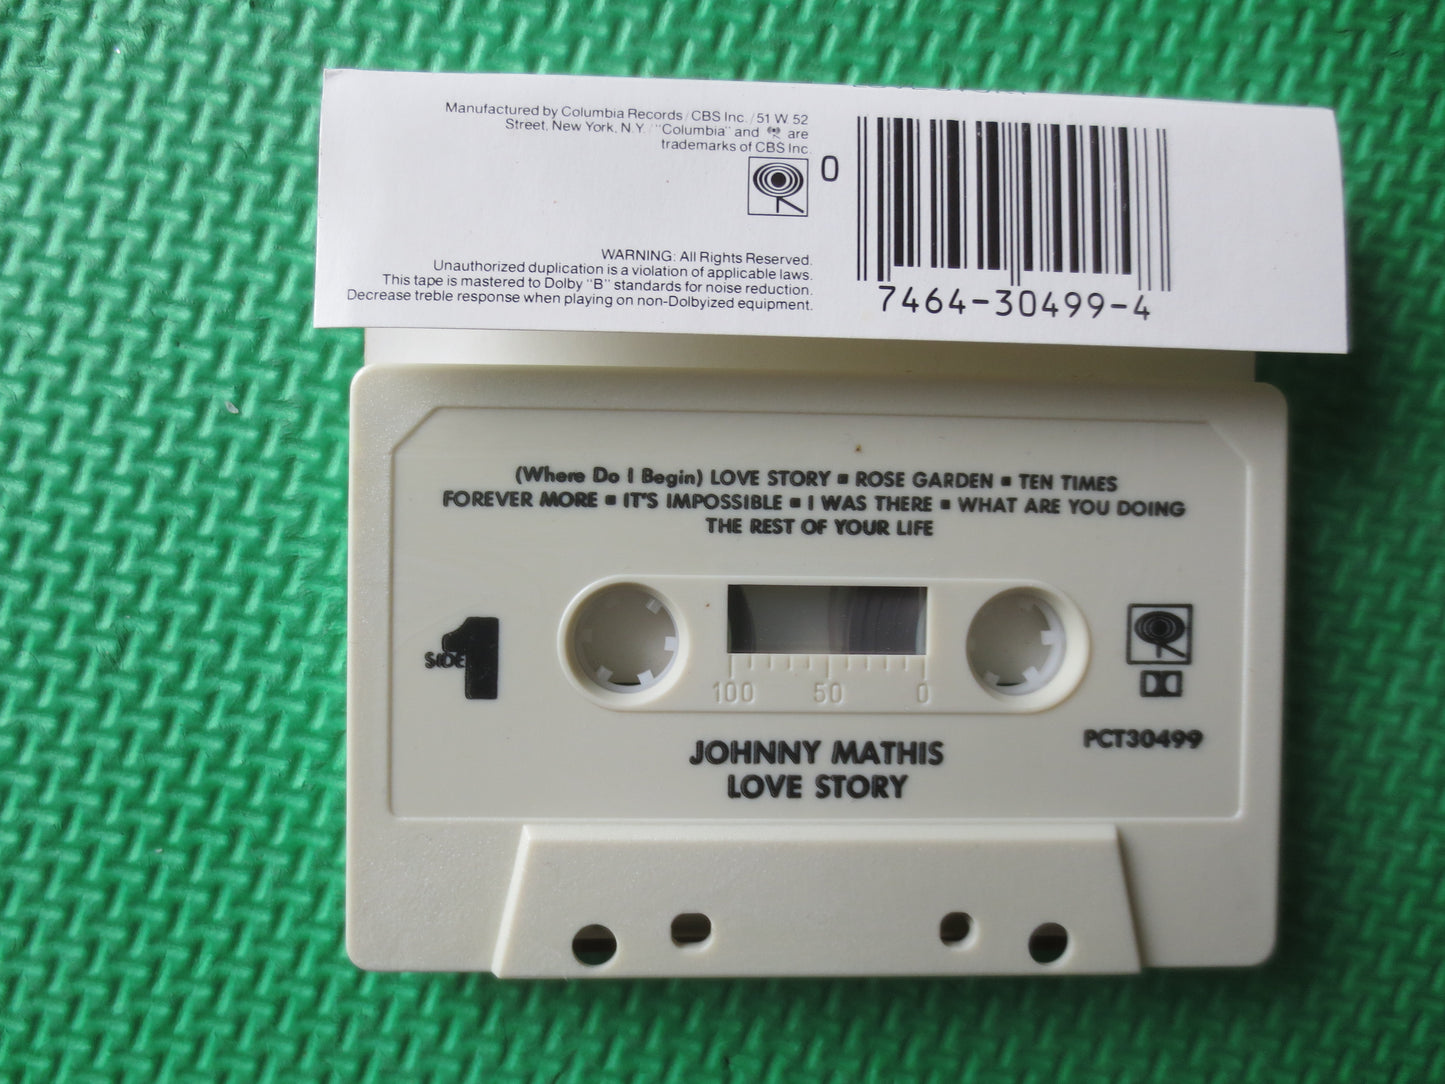 Manufactured by Columbia Records / CBS Inc. / 51 W 52
Street, New York, N.Y. / "Columbia" and are
trademarks of CBS Inc.
0
7464-30499-4
WARNING: All Rights Reserved.
Unauthorized duplication is a violation of applicable laws.
This tape is mastered to Dolby "B" standards for noise reduction.
Decrease treble response when playing on non-Dolbyized equipment.
(Where Do I Begin) LOVE STORY ■ ROSE GARDEN ■ TEN TIMES
FOREVER MORE ■ IT'S IMPOSSIBLE ■ I WAS THERE ■ WHAT ARE YOU DOING
THE REST OF YOUR LIFE
SIDE 1
100 50 0
PCT30499
JOHNNY MATHIS
LOVE STORY